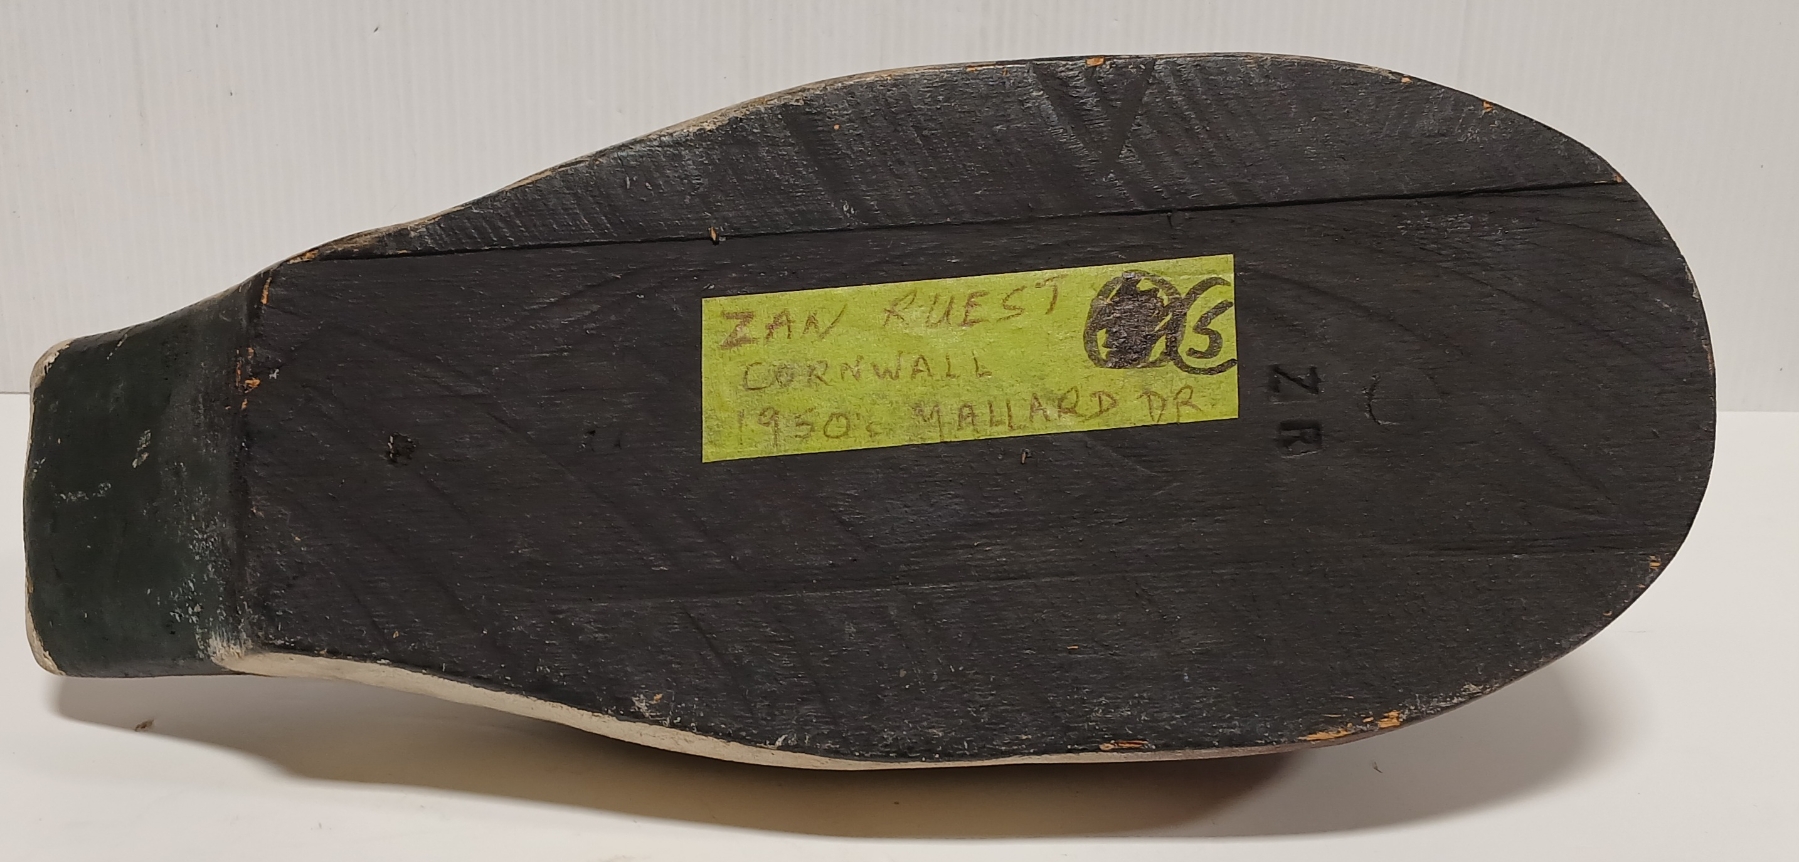 ZAN RUEST S
CORNWALL
1950's MALLARD DR.
ZR